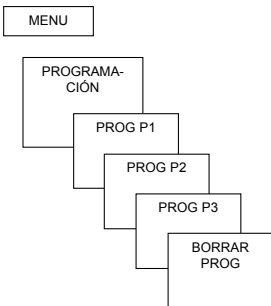 MENU
PROGRAMA-
CIÓN
PROG P1
PROG P2
PROG P3
BORRAR
PROG